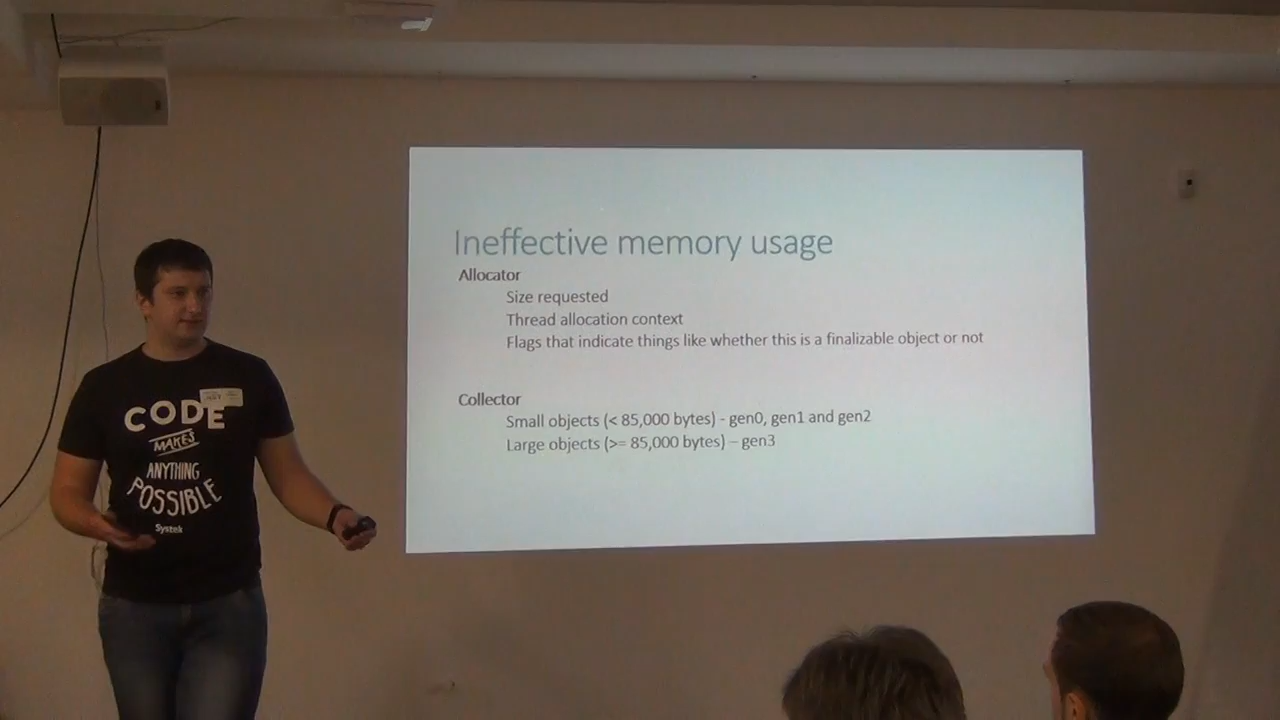 Ineffective memory usage
Allocator
Size requested
Thread allocation context
Flags that indicate things like whether this is a finalizable object or not
Collector
Small objects (< 85,000 bytes) - gen0, gen1 and gen2
Large objects (>= 85,000 bytes) – gen3
CODE
MAKES
ANYTHING
POSSIBLE
Systek